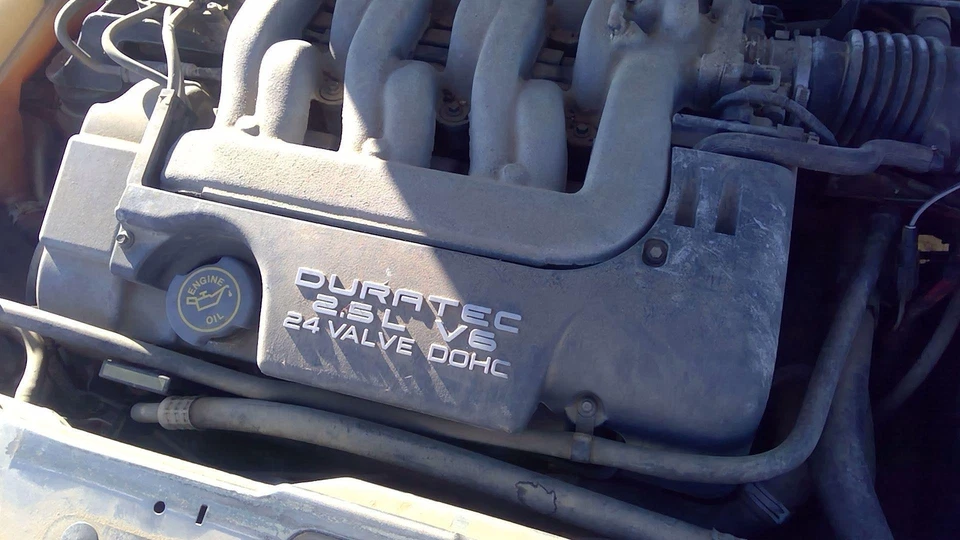 ENGINE
OIL
DURATEC
2.5L V6
24 VALVE DOHC